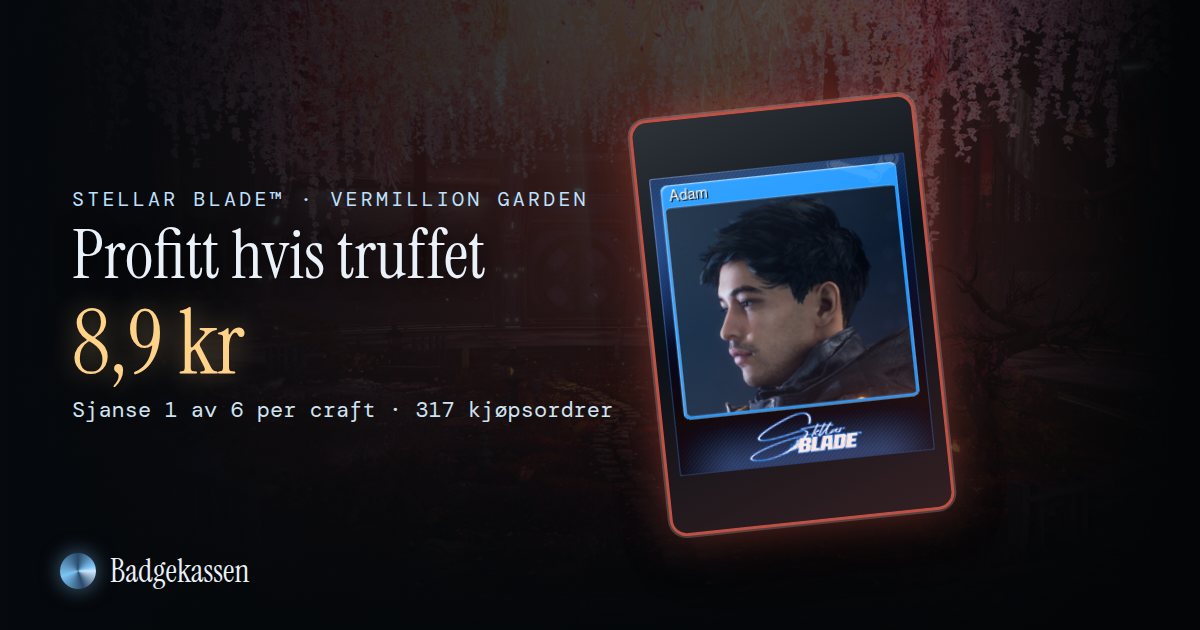 STELLAR BLADE™ · VERMILLION GARDEN
Profitt hvis truffet
8,9 kr
Sjanse 1 av 6 per craft · 317 kjøpsordrer
Adam
Stellar
BLADE
Badgekassen